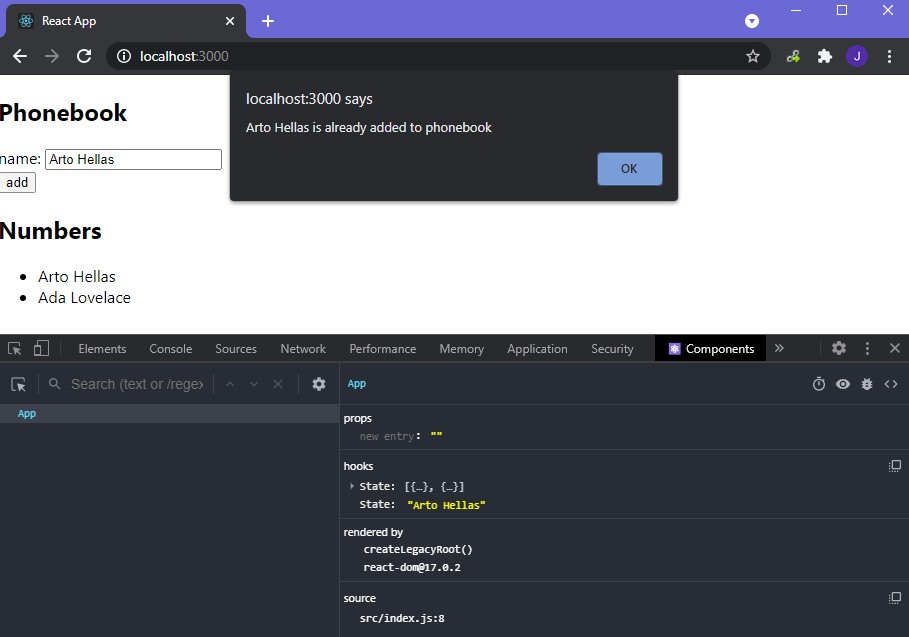 React App
localhost:3000
J
localhost:3000 says
Arto Hellas is already added to phonebook
OK
Phonebook
name: Arto Hellas
add
Numbers
Arto Hellas
Ada Lovelace
Elements Console Sources Network Performance Memory Application Security Components »
Search (text or /regex
App
App
props
new entry: ""
hooks
State: [{…}, {…}]
State: "Arto Hellas"
rendered by
createLegacyRoot()
react-dom@17.0.2
source
src/index.js:8